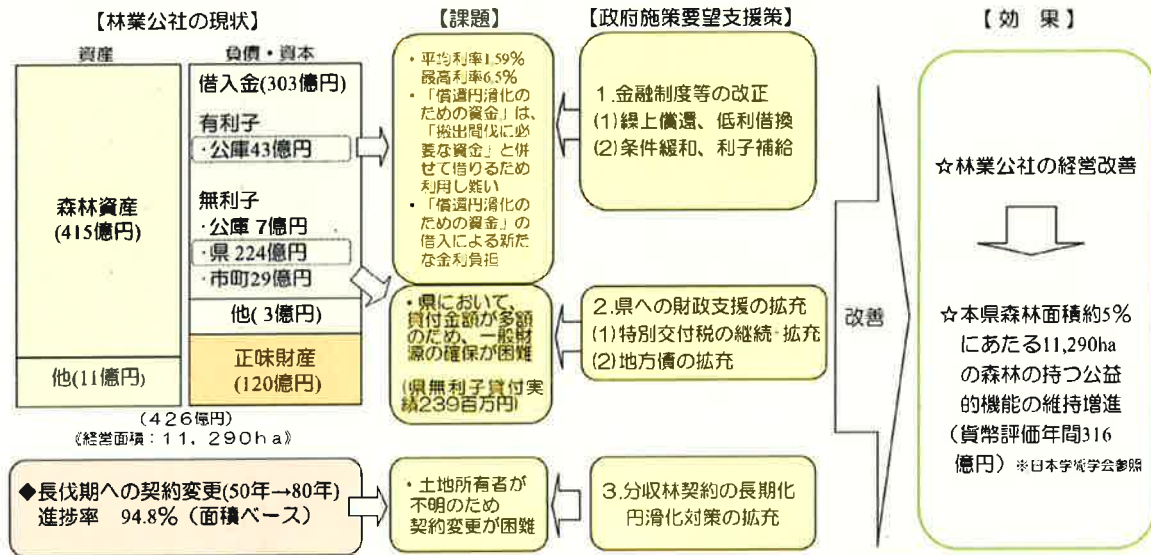 【林業公社の現状】
資産
負債・資本
森林資産
(415億円)
他(11億円)
借入金(303億円)
有利子
・公庫43億円
無利子
・公庫 7億円
・県 224億円
・市町29億円
他( 3億円)
正味財産
(120億円)
(426億円)
《経営面積：11，290ha》
◆長伐期への契約変更(50年→80年)
進捗率　94.8%（面積ベース）
【課題】
・平均利率1.59%
最高利率6.5%
・「償還円滑化の
ための資金」は、
「搬出間伐に必
要な資金」と併
せて借りるため
利用し難い
・「償還円滑化の
ための資金」の
借入による新た
な金利負担
・県において、
貸付金額が多額
のため、一般財
源の確保が困難
(県無利子貸付実
績239百万円)
・土地所有者が
不明のため
契約変更が困難
【政府施策要望支援策】
１.金融制度等の改正
(1)繰上償還、低利借換
(2)条件緩和、利子補給
２.県への財政支援の拡充
(1)特別交付税の継続・拡充
(2)地方債の拡充
３.分収林契約の長期化
円滑化対策の拡充
改善
【効果】
☆林業公社の経営改善
☆本県森林面積約5%
にあたる11,290ha
の森林の持つ公益
的機能の維持増進
（貨幣評価年間316
億円）※日本学術学会参照